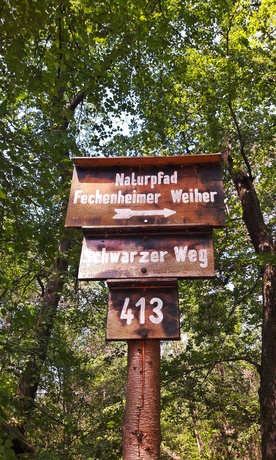 Naturpfad
Fechenheimer Weiher
Schwarzer Weg
413